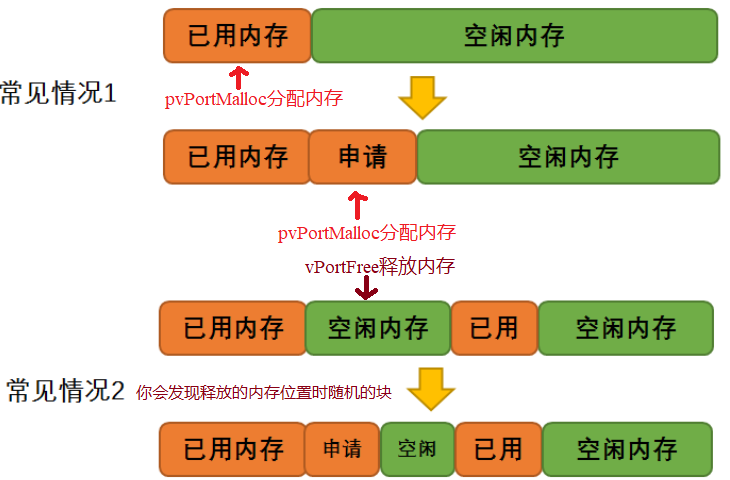 已用内存 空闲内存
常见情况1
pvPortMalloc分配内存
已用内存 申请 空闲内存
pvPortMalloc分配内存
vPortFree释放内存
已用内存 空闲内存 已用 空闲内存
常见情况2 你会发现释放的内存位置时随机的块
已用内存 申请 空闲 已用 空闲内存